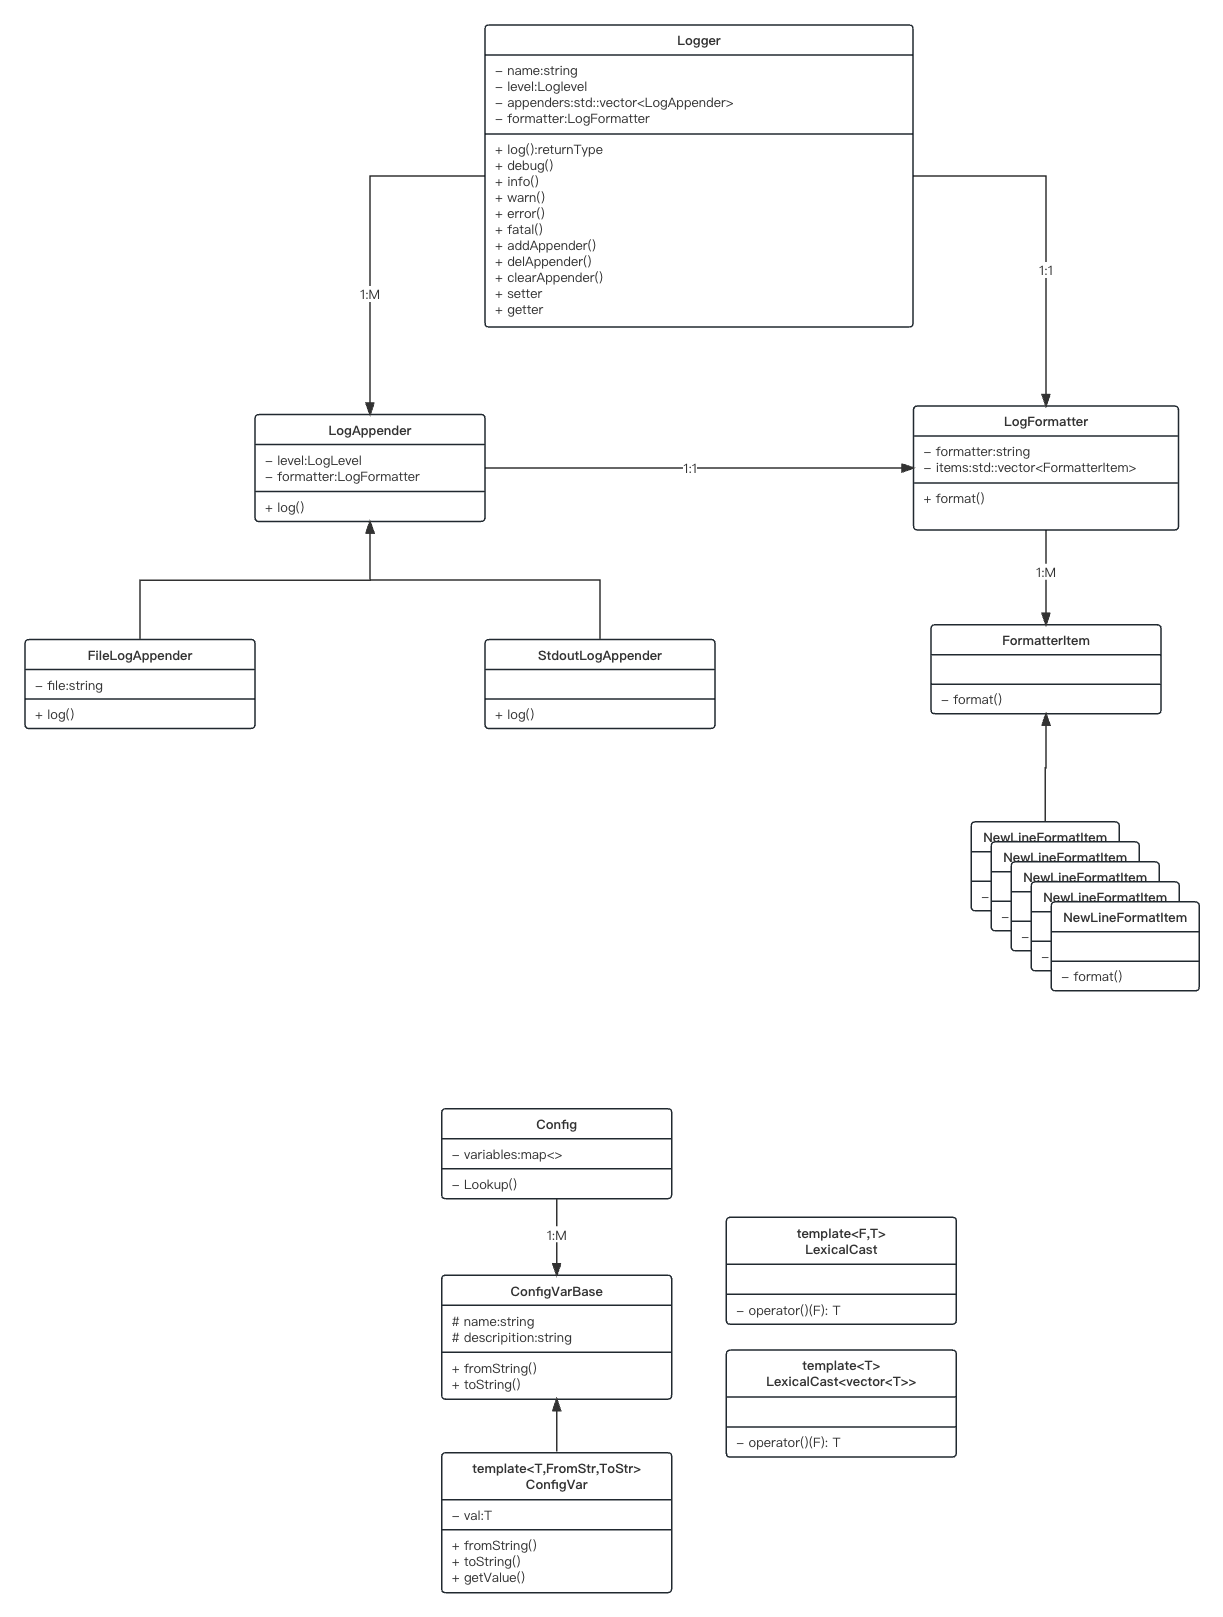 Logger
– name:string
– level:Loglevel
– appenders:std::vector<LogAppender>
– formatter:LogFormatter
+ log():returnType
+ debug()
+ info()
+ warn()
+ error()
+ fatal()
+ addAppender()
+ delAppender()
+ clearAppender()
+ setter
+ getter
1:M
1:1
LogAppender
– level:LogLevel
– formatter:LogFormatter
+ log()
1:1
LogFormatter
– formatter:string
– items:std::vector<FormatterItem>
+ format()
1:M
FileLogAppender
– file:string
+ log()
StdoutLogAppender
+ log()
FormatterItem
– format()
NewLineFormatItem
–
NewLineFormatItem
–
NewLineFormatItem
–
NewLineFormatItem
–
NewLineFormatItem
– format()
Config
– variables:map<>
– Lookup()
1:M
ConfigVarBase
# name:string
# descripition:string
+ fromString()
+ toString()
template<T,FromStr,ToStr>
ConfigVar
– val:T
+ fromString()
+ toString()
+ getValue()
template<F,T>
LexicalCast
– operator()(F): T
template<T>
LexicalCast<vector<T>>
– operator()(F): T